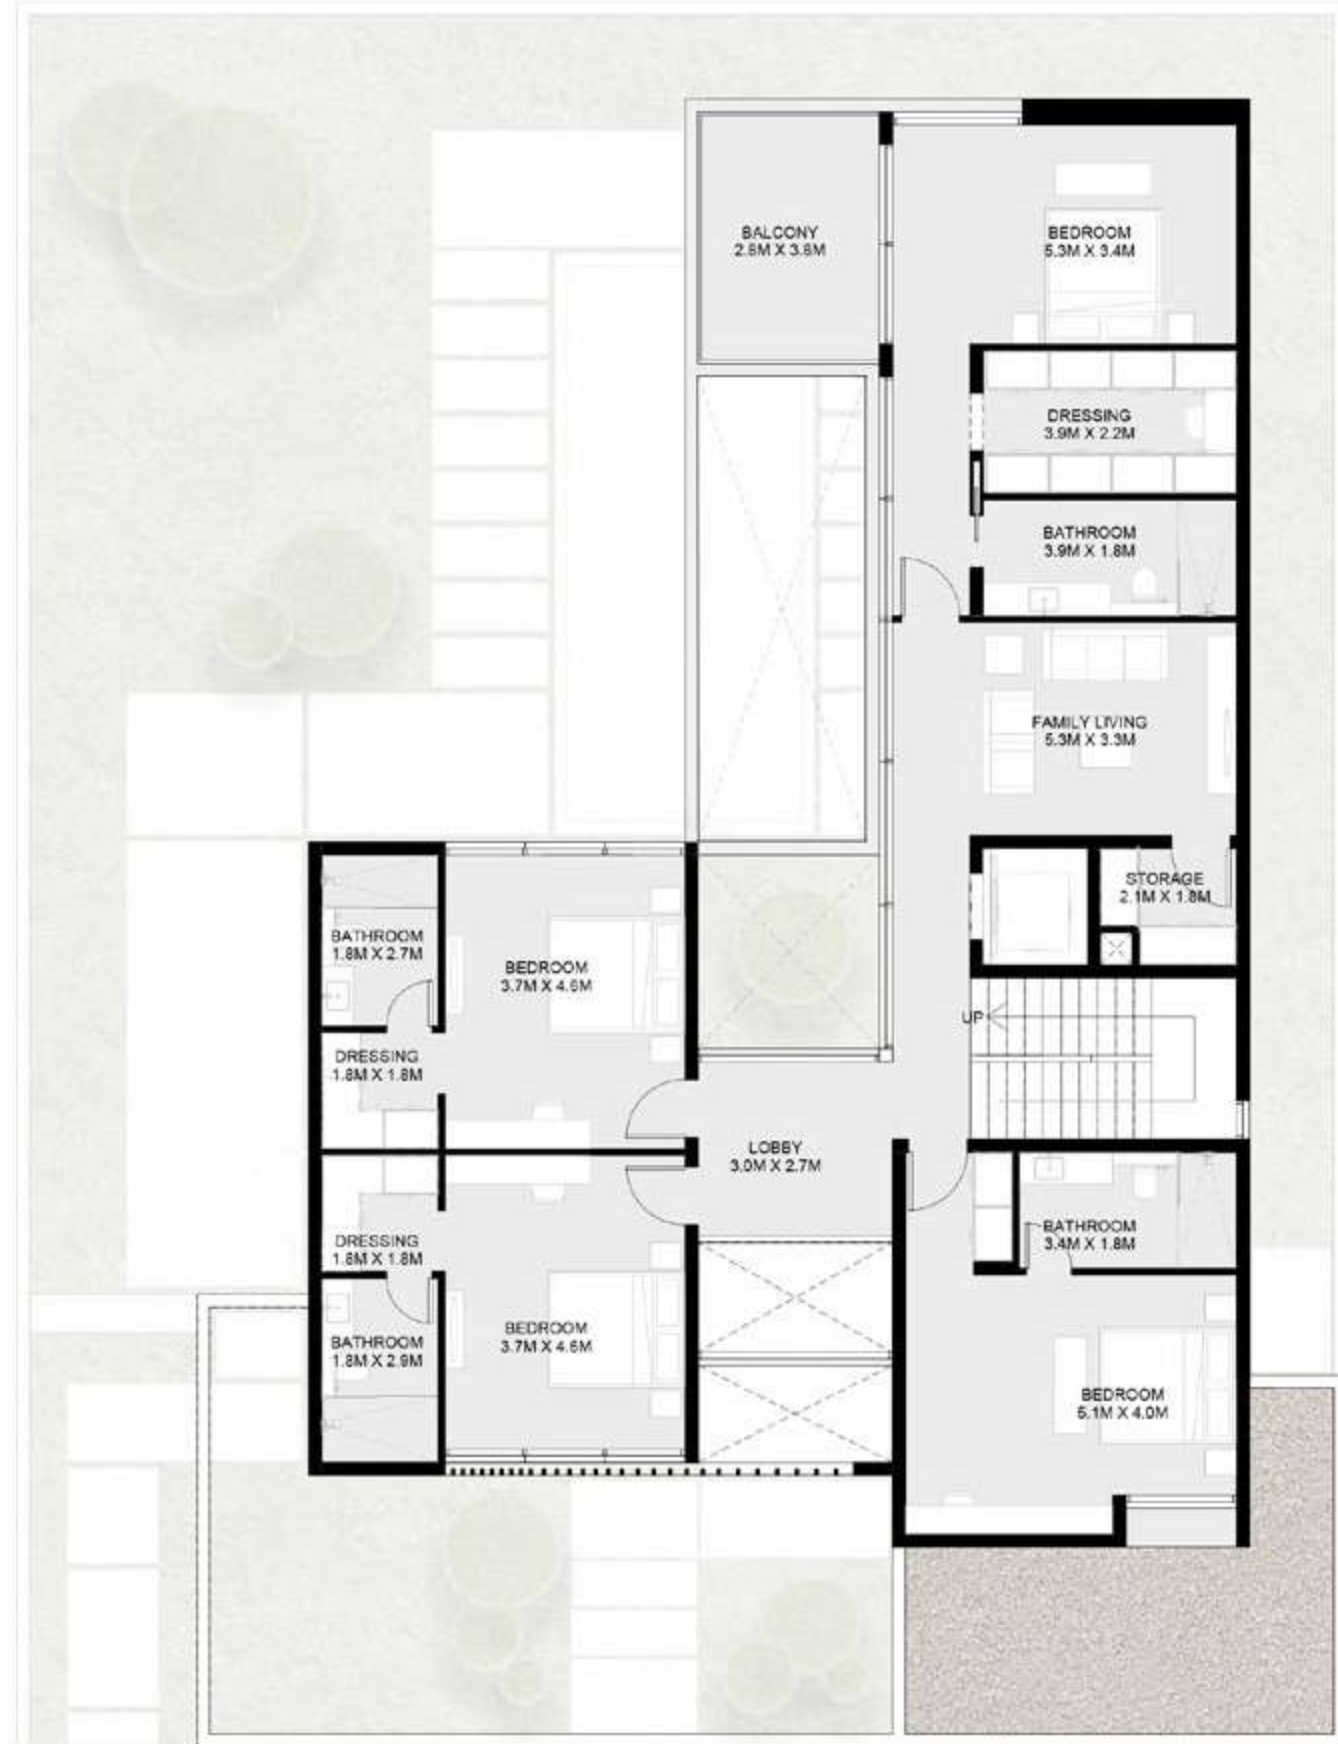 BALCONY
2.8M X 3.8M
BEDROOM
5.3M X 3.4M
DRESSING
3.9M X 2.2M
BATHROOM
3.9M X 1.8M
FAMILY LIVING
5.3M X 3.3M
STORAGE
2.1M X 1.8M
BATHROOM
1.8M X 2.7M
BEDROOM
3.7M X 4.6M
UP
DRESSING
1.8M X 1.8M
LOBBY
3.0M X 2.7M
DRESSING
1.8M X 1.8M
BATHROOM
3.4M X 1.8M
BEDROOM
3.7M X 4.6M
BATHROOM
1.8M X 2.9M
BEDROOM
5.1M X 4.0M